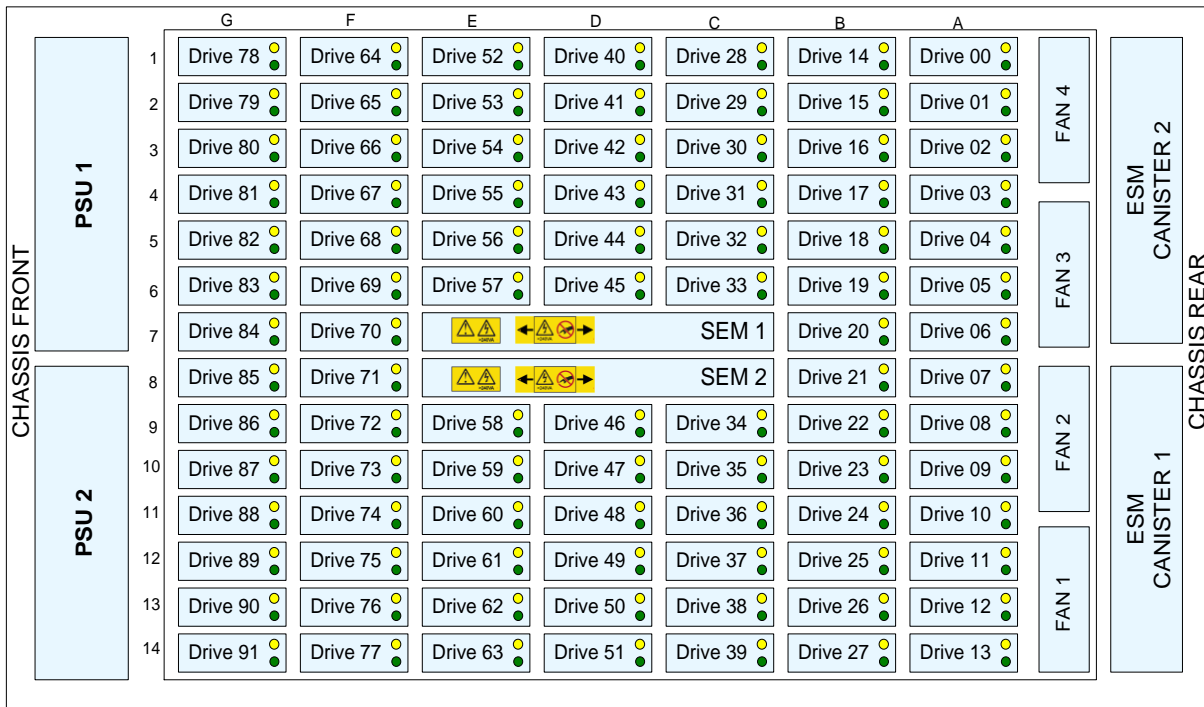 G F E D C B A
1 Drive 78 Drive 64 Drive 52 Drive 40 Drive 28 Drive 14 Drive 00
2 Drive 79 Drive 65 Drive 53 Drive 41 Drive 29 Drive 15 Drive 01
3 Drive 80 Drive 66 Drive 54 Drive 42 Drive 30 Drive 16 Drive 02
4 Drive 81 Drive 67 Drive 55 Drive 43 Drive 31 Drive 17 Drive 03
5 Drive 82 Drive 68 Drive 56 Drive 44 Drive 32 Drive 18 Drive 04
6 Drive 83 Drive 69 Drive 57 Drive 45 Drive 33 Drive 19 Drive 05
7 Drive 84 Drive 70 SEM 1 Drive 20 Drive 06
8 Drive 85 Drive 71 SEM 2 Drive 21 Drive 07
9 Drive 86 Drive 72 Drive 58 Drive 46 Drive 34 Drive 22 Drive 08
10 Drive 87 Drive 73 Drive 59 Drive 47 Drive 35 Drive 23 Drive 09
11 Drive 88 Drive 74 Drive 60 Drive 48 Drive 36 Drive 24 Drive 10
12 Drive 89 Drive 75 Drive 61 Drive 49 Drive 37 Drive 25 Drive 11
13 Drive 90 Drive 76 Drive 62 Drive 50 Drive 38 Drive 26 Drive 12
14 Drive 91 Drive 77 Drive 63 Drive 51 Drive 39 Drive 27 Drive 13
CHASSIS FRONT
PSU 1
PSU 2
FAN 4
FAN 3
FAN 2
FAN 1
ESM
CANISTER 2
ESM
CANISTER 1
CHASSIS REAR